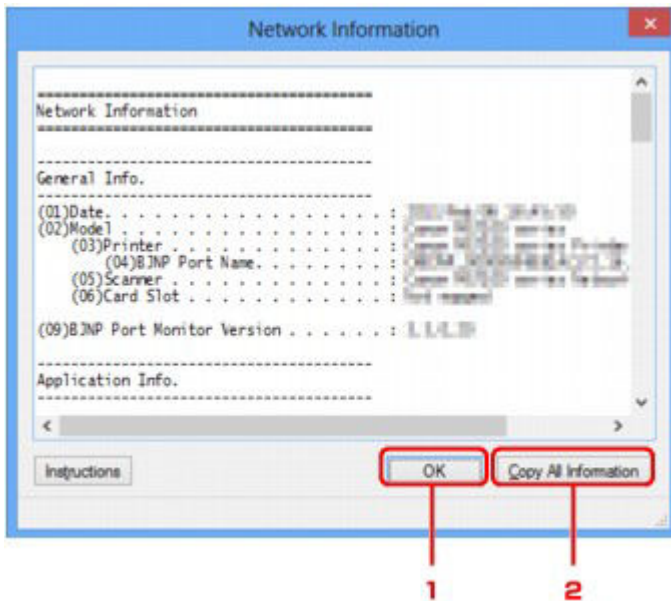 Network Information
Network Information
General Info.
(01)Date. . . . . . . . . . . . . . . . . :
(02)Model . . . . . . . . . . . . . . . . :
(03)Printer . . . . . . . . . . . . . . :
(04)BJNP Port Name. . . . . . . . . :
(05)Scanner . . . . . . . . . . . . . . :
(06)Card Slot . . . . . . . . . . . . . :
(09)BJNP Port Monitor Version . . . . . . :
Application Info.
Instructions
OK
Copy All Information
1
2